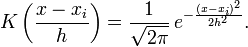 K\left(\frac{x-x_i}{h}\right) = \frac{1}{\sqrt{2\pi}} e^{-\frac{(x-x_i)^2}{2h^2}}.